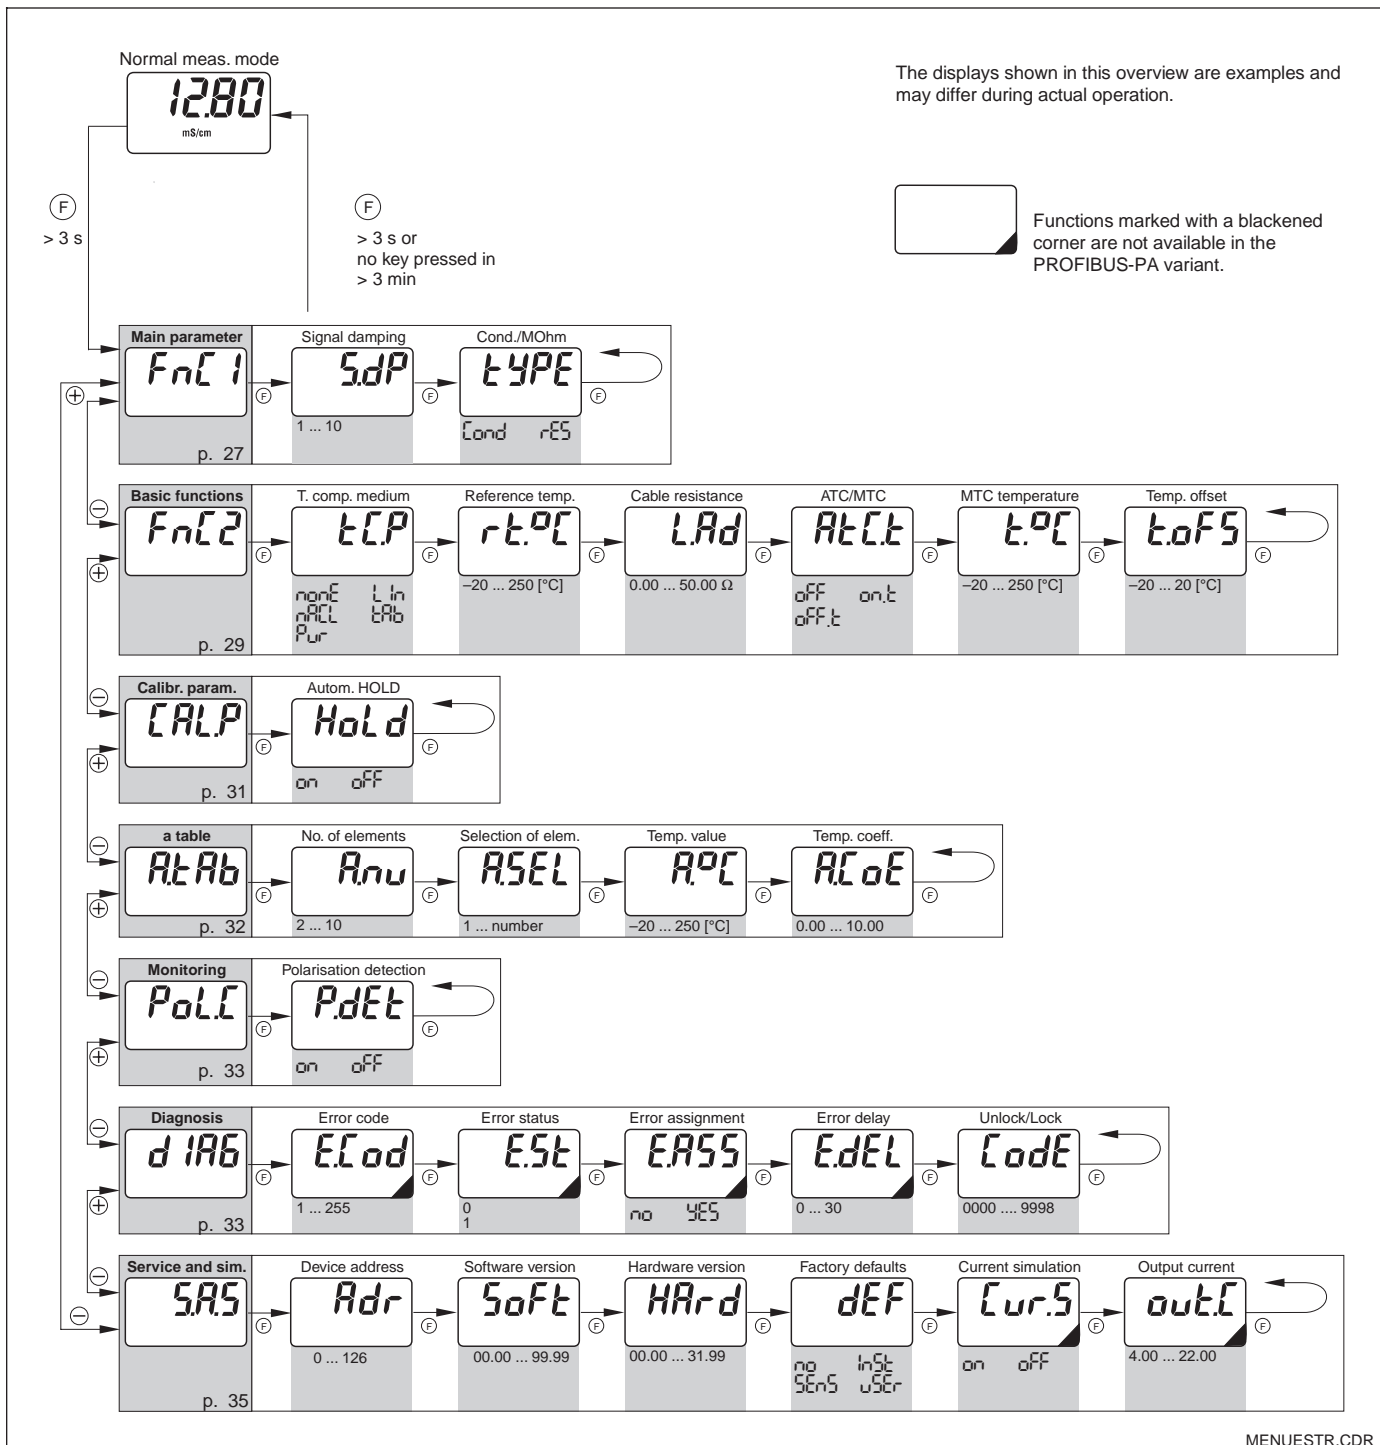 Normal meas. mode
12.80
mS/cm
The displays shown in this overview are examples and
may differ during actual operation.
F
> 3 s
F
> 3 s or
no key pressed in
> 3 min
Functions marked with a blackened
corner are not available in the
PROFIBUS-PA variant.
Main parameter
Signal damping
Cond./MOhm
FnC1
S.dP
tYPE
F
F
F
+
1 ... 10
Cond rES
p. 27
Basic functions
T. comp. medium
Reference temp.
Cable resistance
ATC/MTC
MTC temperature
Temp. offset
−
FnC2
tC.P
rt.°C
L.Ad
AtC.t
t.°C
t.oFS
F
F
F
F
F
F
F
+
nonE Lin
nACL tAb
Pur
–20 ... 250 [°C]
0.00 ... 50.00 Ω
oFF on.t
oFF.t
–20 ... 250 [°C]
–20 ... 20 [°C]
p. 29
Calibr. param.
Autom. HOLD
−
CAL.P
HoLd
F
F
+
on oFF
p. 31
a table
No. of elements
Selection of elem.
Temp. value
Temp. coeff.
−
A.tAb
A.nu
A.SEL
A.°C
A.CoE
F
F
F
F
F
+
2 ... 10
1 ... number
–20 ... 250 [°C]
0.00 ... 10.00
p. 32
Monitoring
Polarisation detection
−
PoL.C
P.dEt
F
F
+
on oFF
p. 33
Diagnosis
Error code
Error status
Error assignment
Error delay
Unlock/Lock
−
dIAG
E.Cod
E.St
E.ASS
E.dEL
CodE
F
F
F
F
F
F
+
1 ... 255
0
1
no YES
0 ... 30
0000 .... 9998
p. 33
Service and sim.
Device address
Software version
Hardware version
Factory defaults
Current simulation
Output current
−
−
S.A.S
Adr
SoFt
HArd
dEF
Cur.S
out.C
F
F
F
F
F
F
F
0 ... 126
00.00 ... 99.99
00.00 ... 31.99
no InSt
SEnS uSEr
on oFF
4.00 ... 22.00
p. 35
MENUESTR.CDR